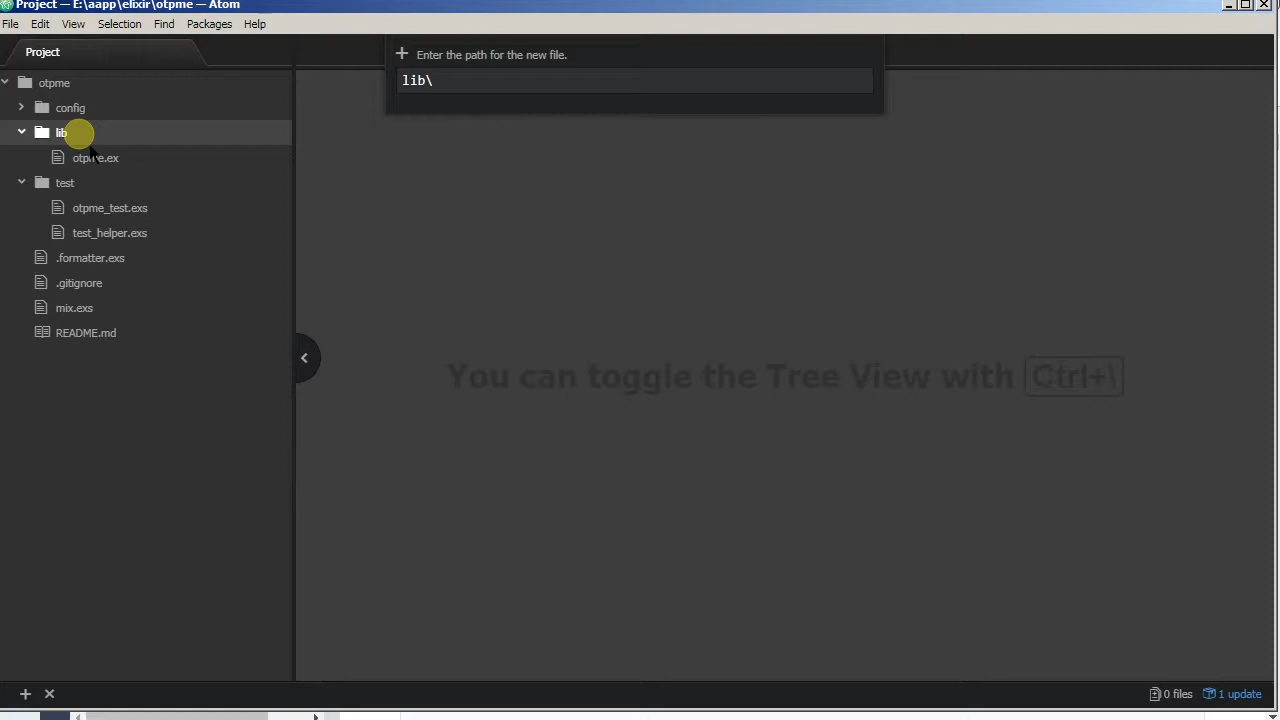 Project — E:\aapp\elixir\otpme — Atom
File Edit View Selection Find Packages Help
Project
Enter the path for the new file.
lib\
otpme
config
lib
otpme.ex
test
otpme_test.exs
test_helper.exs
.formatter.exs
.gitignore
mix.exs
README.md
You can toggle the Tree View with Ctrl+\
0 files 1 update